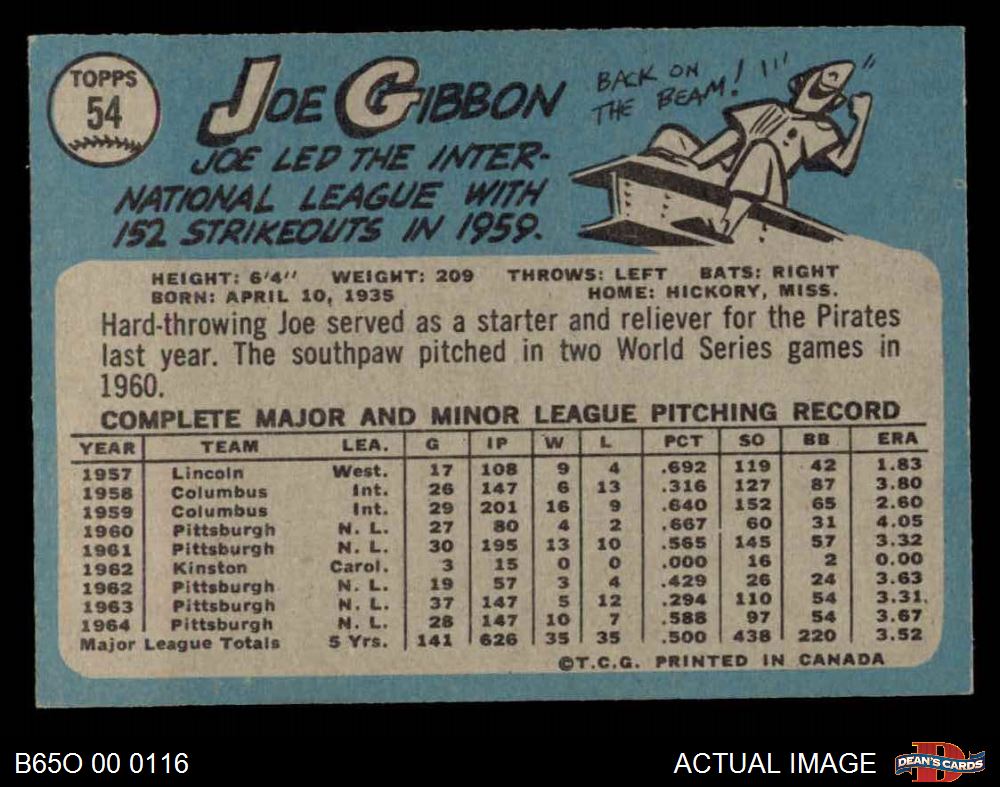 TOPPS
54
JOE GIBBON
BACK ON
THE BEAM! !!!
JOE LED THE INTER-
NATIONAL LEAGUE WITH
152 STRIKEOUTS IN 1959.
HEIGHT: 6'4" WEIGHT: 209 THROWS: LEFT BATS: RIGHT
BORN: APRIL 10, 1935 HOME: HICKORY, MISS.
Hard-throwing Joe served as a starter and reliever for the Pirates
last year. The southpaw pitched in two World Series games in
1960.
COMPLETE MAJOR AND MINOR LEAGUE PITCHING RECORD
YEAR TEAM LEA. G IP W L PCT SO BB ERA
1957 Lincoln West. 17 108 9 4 .692 119 42 1.83
1958 Columbus Int. 26 147 6 13 .316 127 87 3.80
1959 Columbus Int. 29 201 16 9 .640 152 65 2.60
1960 Pittsburgh N. L. 27 80 4 2 .667 60 31 4.05
1961 Pittsburgh N. L. 30 195 13 10 .565 145 57 3.32
1962 Kinston Carol. 3 15 0 0 .000 16 2 0.00
1962 Pittsburgh N. L. 19 57 3 4 .429 26 24 3.63
1963 Pittsburgh N. L. 37 147 5 12 .294 110 54 3.31
1964 Pittsburgh N. L. 28 147 10 7 .588 97 54 3.67
Major League Totals 5 Yrs. 141 626 35 35 .500 438 220 3.52
©T.C.G. PRINTED IN CANADA
B65O 00 0116 ACTUAL IMAGE DEAN'S CARDS